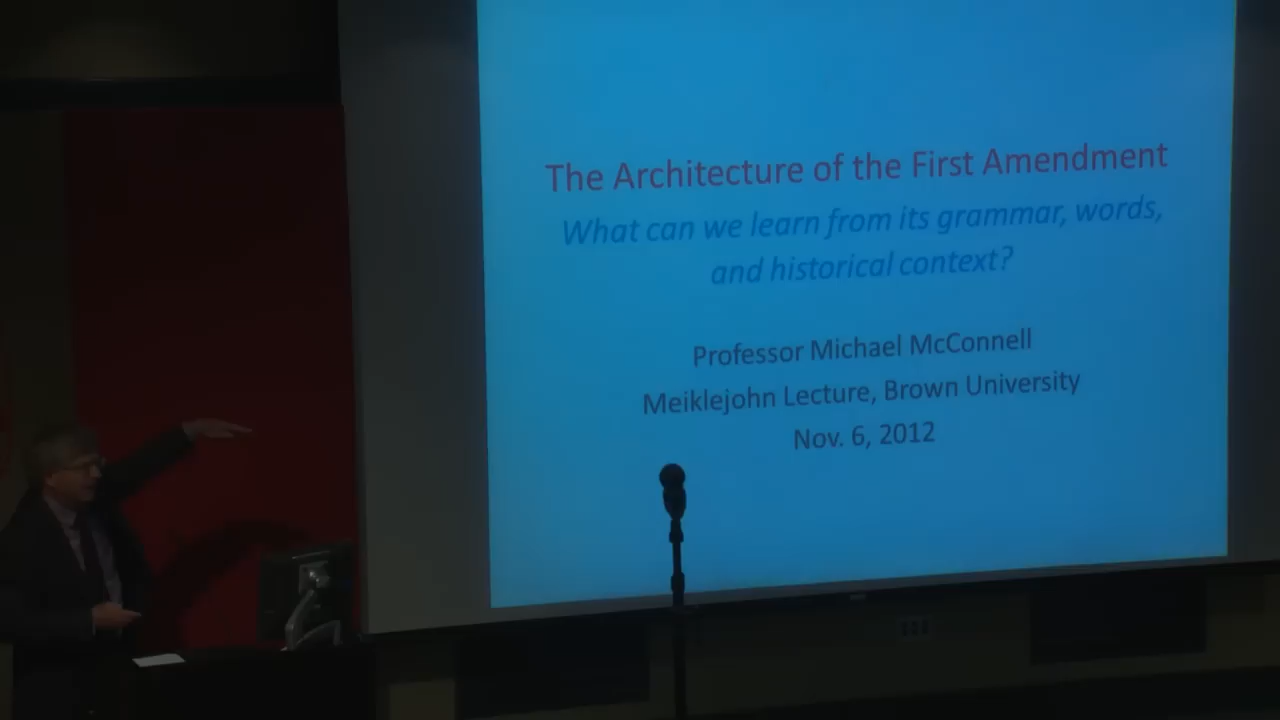 The Architecture of the First Amendment
What can we learn from its grammar, words,
and historical context?
Professor Michael McConnell
Meiklejohn Lecture, Brown University
Nov. 6, 2012